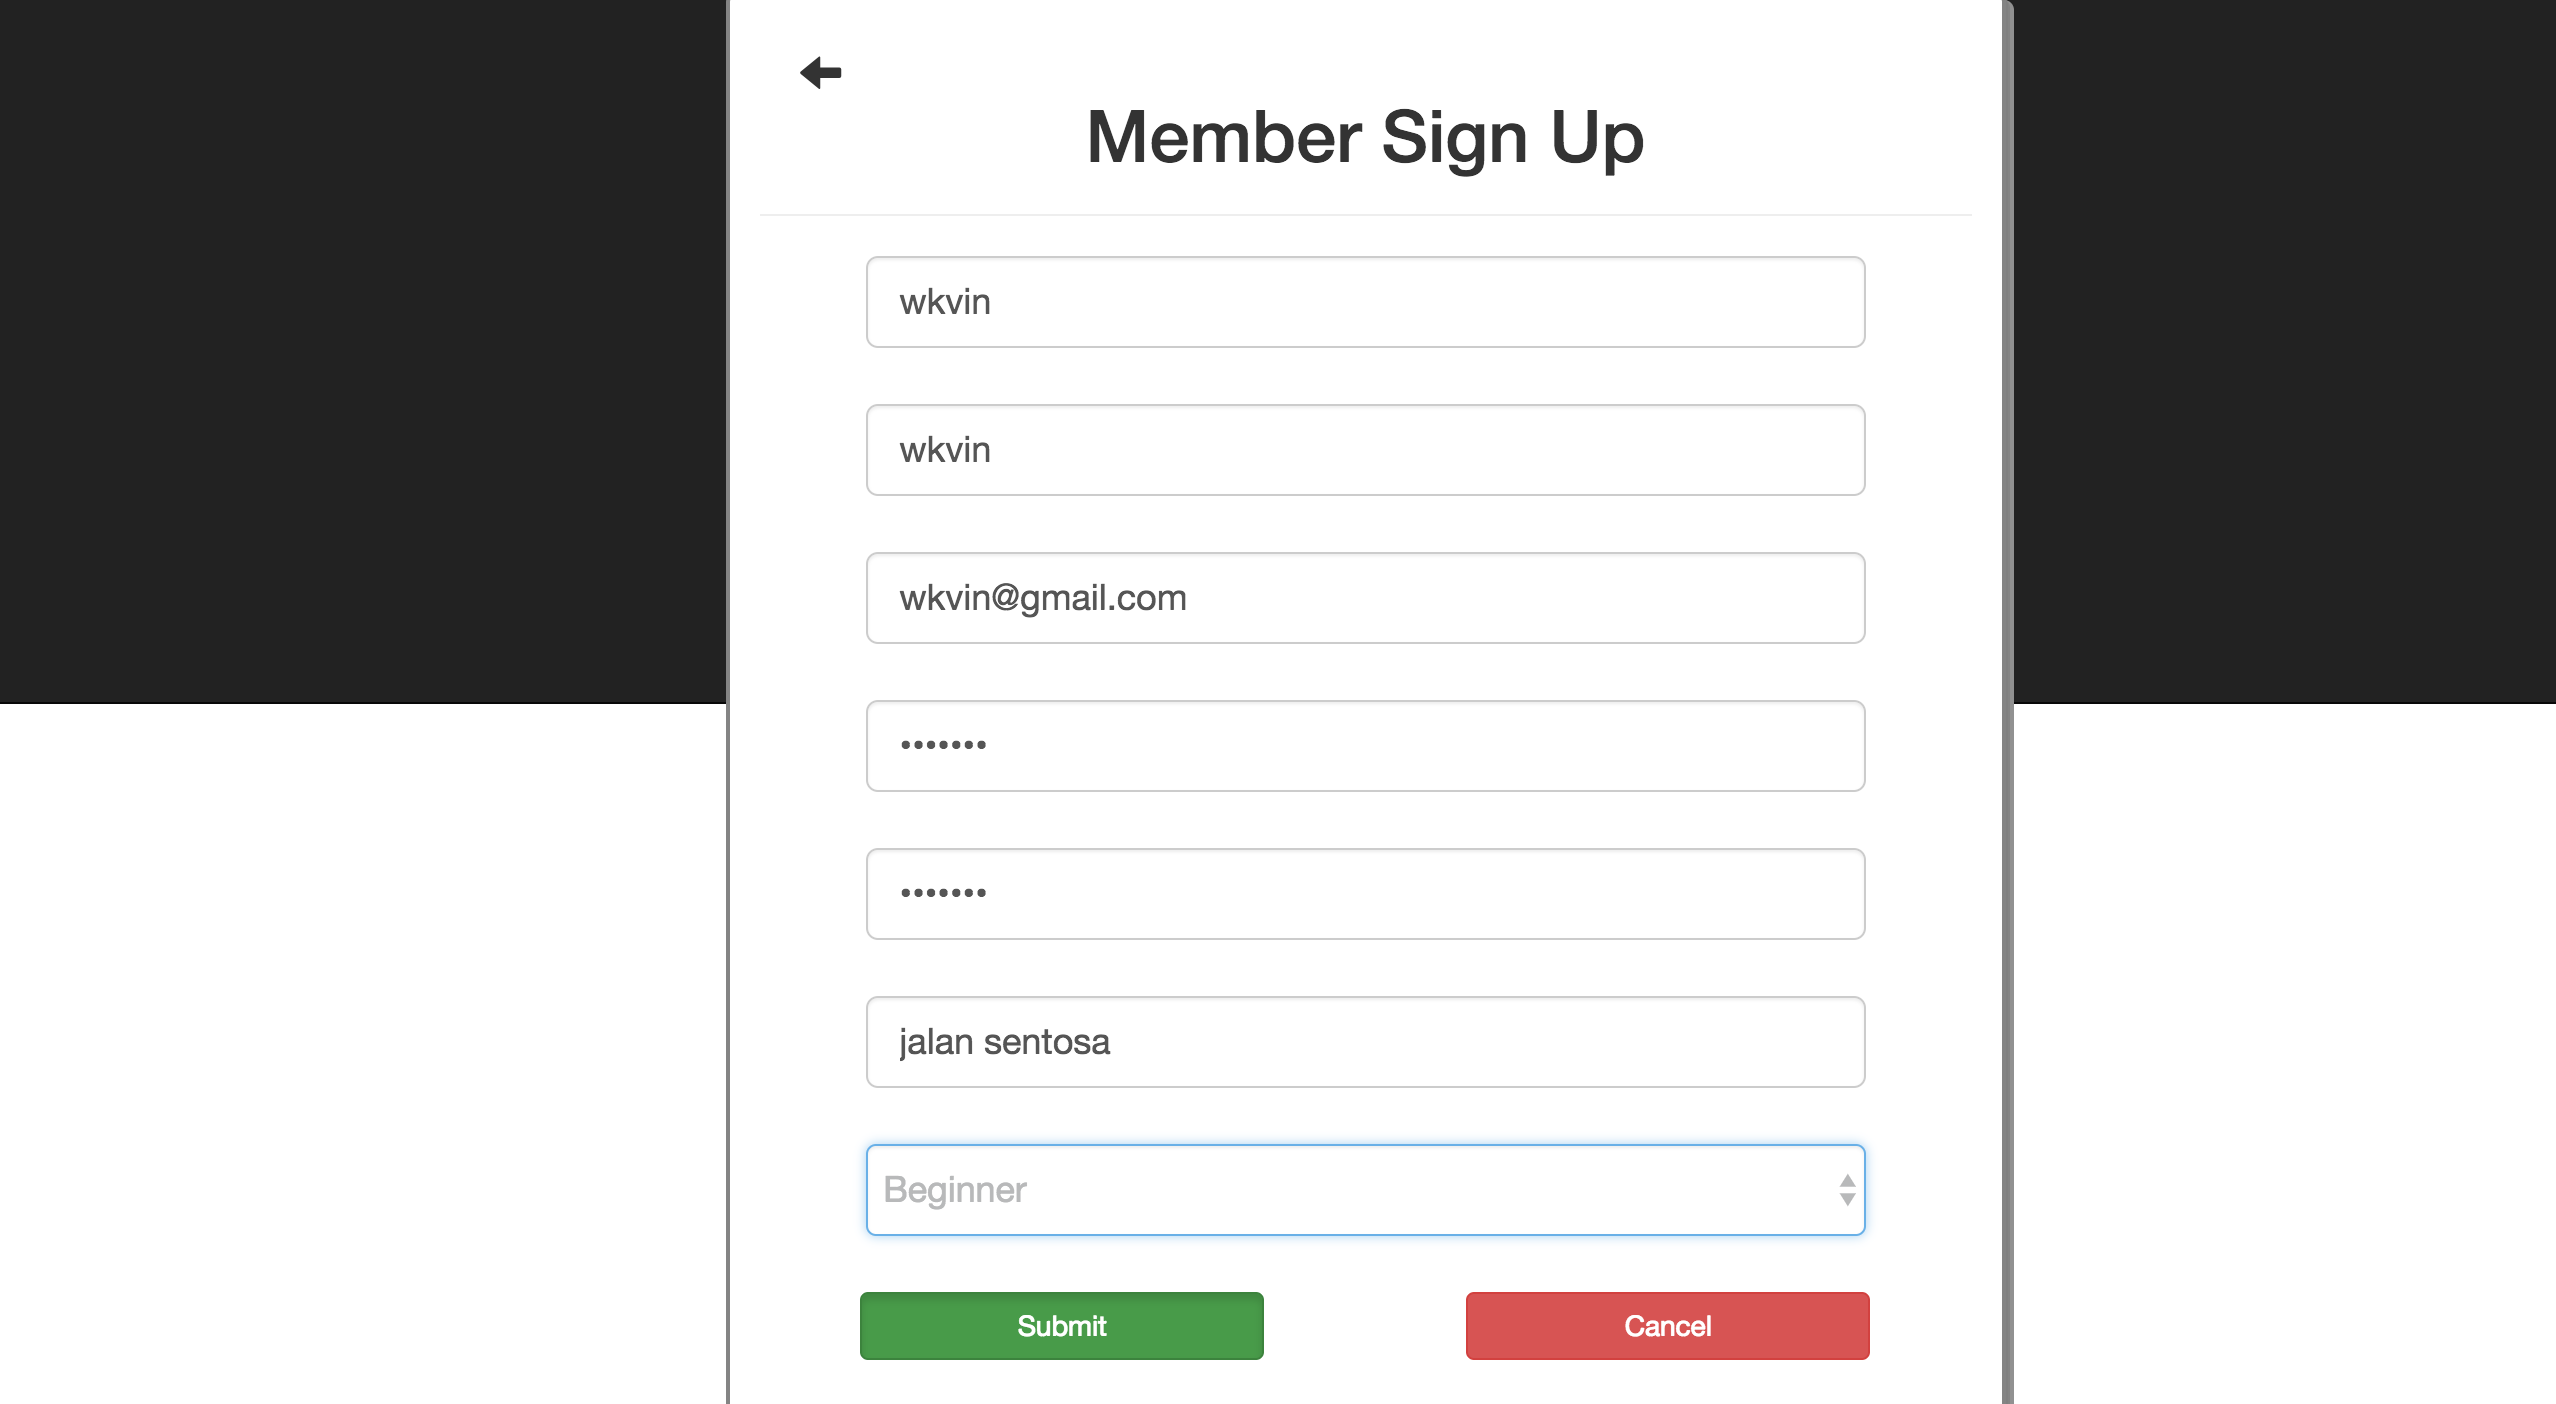 Member Sign Up
wkvin
wkvin
wkvin@gmail.com
•••••••
•••••••
jalan sentosa
Beginner
Submit
Cancel